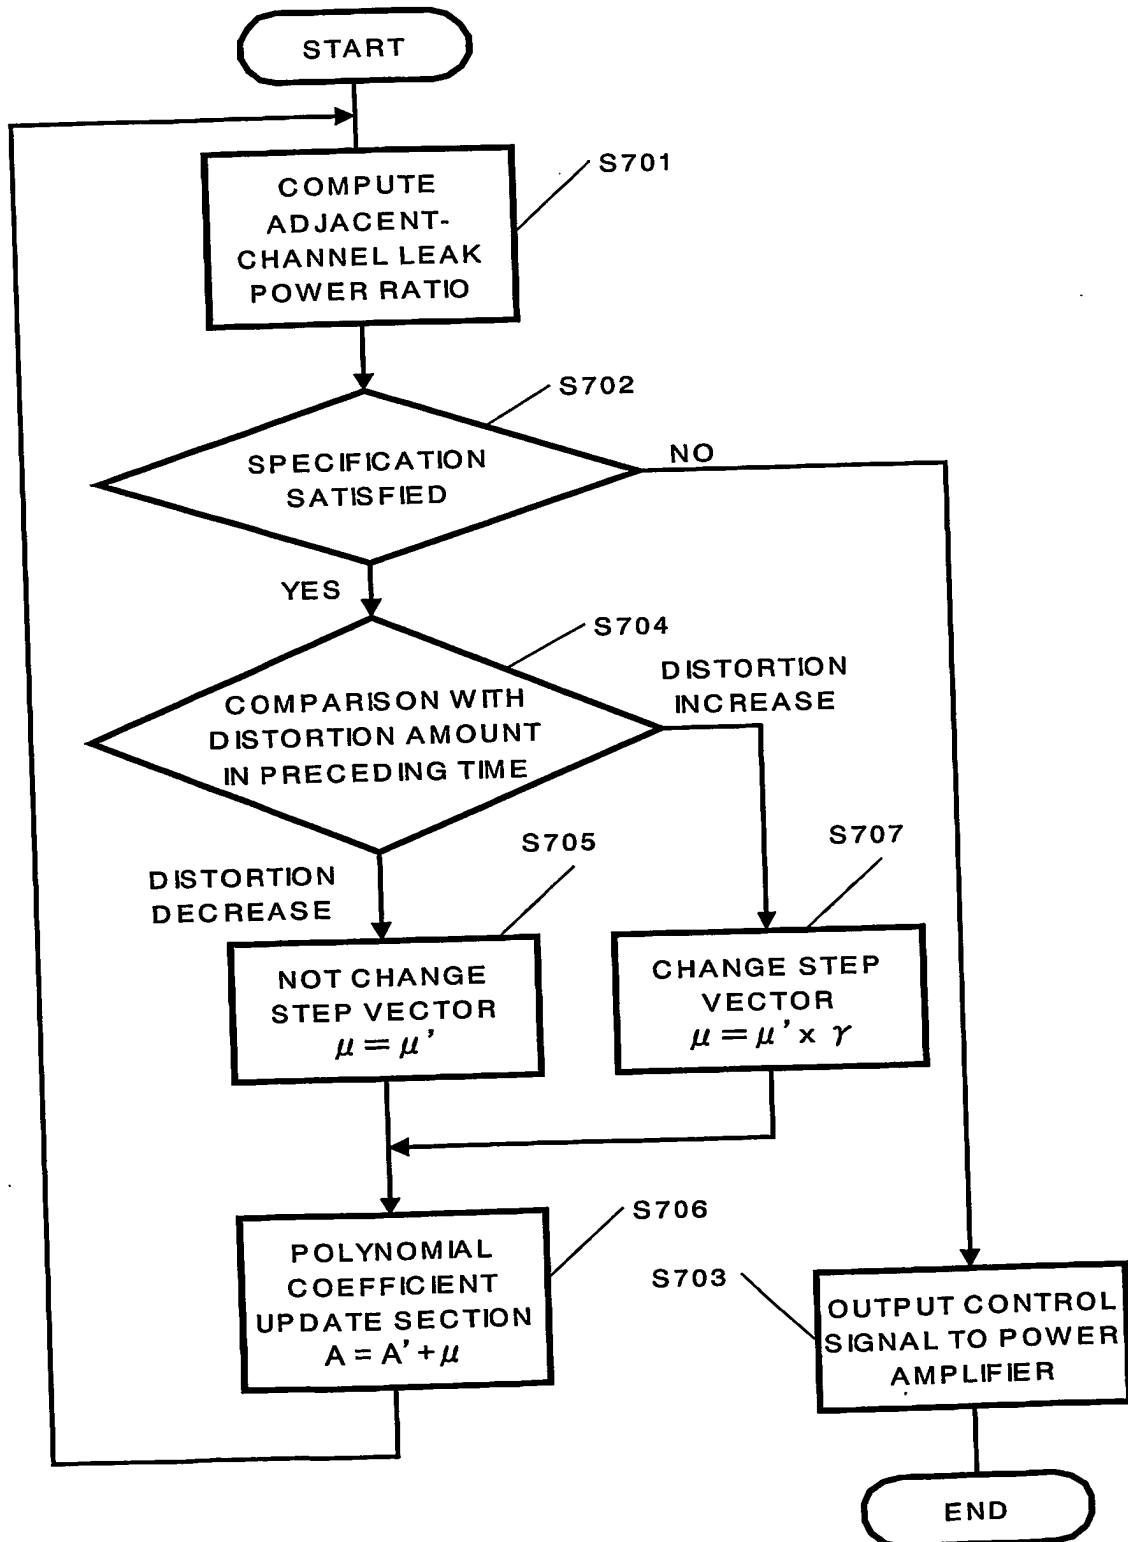 START
S701
COMPUTE
ADJACENT-
CHANNEL LEAK
POWER RATIO
S702
SPECIFICATION
SATISFIED
NO
YES
S704
COMPARISON WITH
DISTORTION AMOUNT
IN PRECEDING TIME
DISTORTION
INCREASE
DISTORTION
DECREASE
S705
NOT CHANGE
STEP VECTOR
μ = μ'
S707
CHANGE STEP
VECTOR
μ = μ' x γ
S706
POLYNOMIAL
COEFFICIENT
UPDATE SECTION
A = A' + μ
S703
OUTPUT CONTROL
SIGNAL TO POWER
AMPLIFIER
END